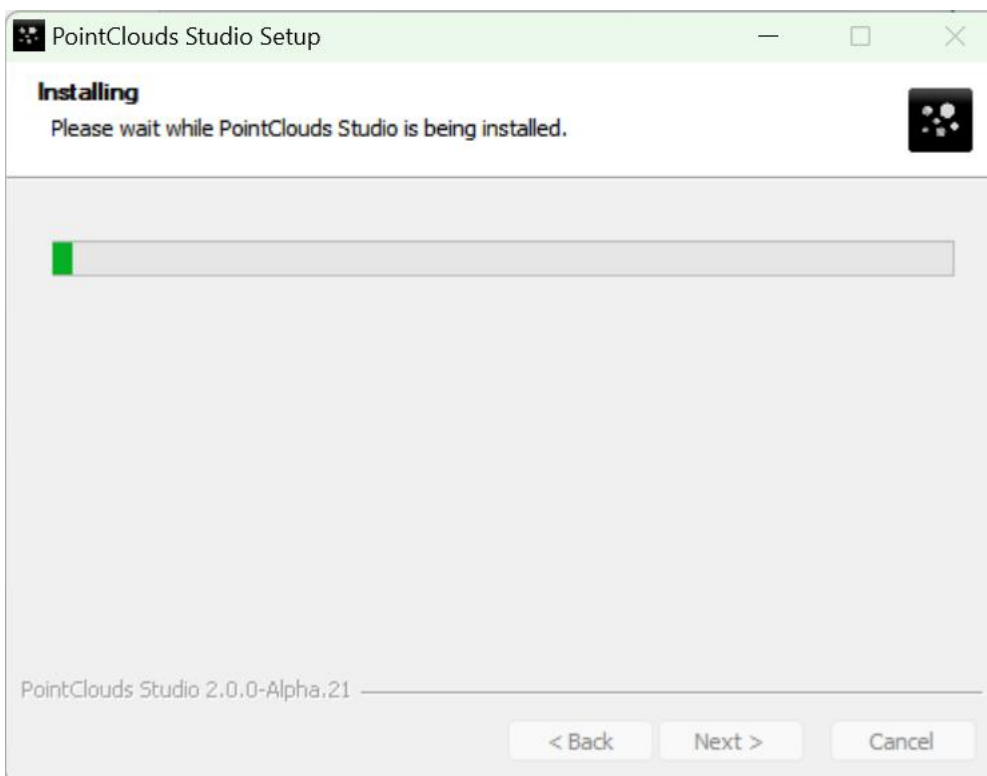 PointClouds Studio Setup
Installing
Please wait while PointClouds Studio is being installed.
PointClouds Studio 2.0.0-Alpha.21
< Back Next > Cancel